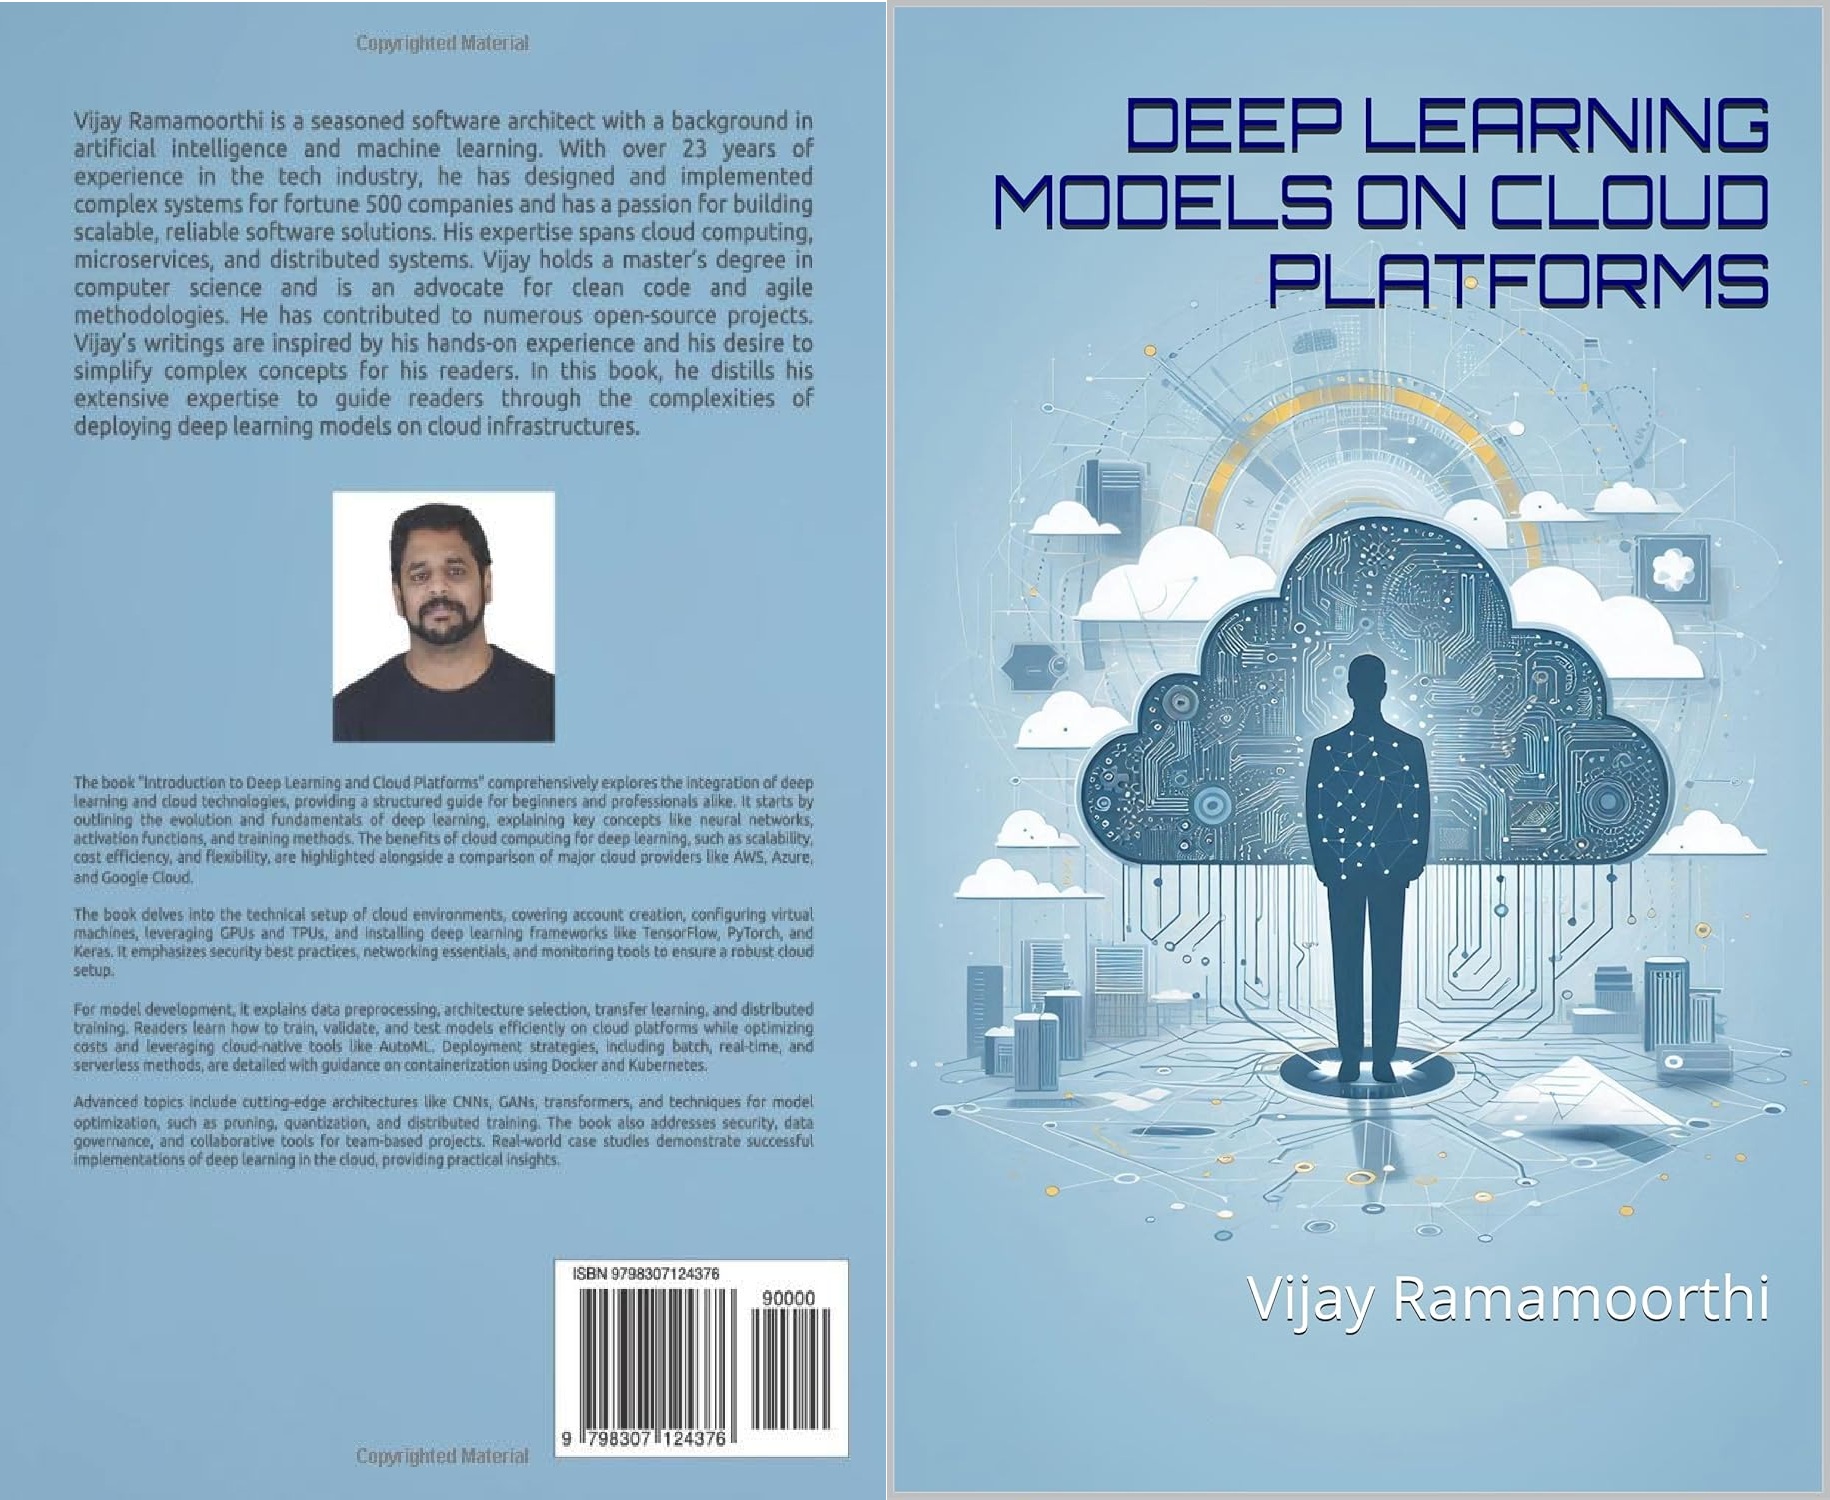 Copyrighted Material
Vijay Ramamoorthi is a seasoned software architect with a background in
artificial intelligence and machine learning. With over 23 years of
experience in the tech industry, he has designed and implemented
complex systems for fortune 500 companies and has a passion for building
scalable, reliable software solutions. His expertise spans cloud computing,
microservices, and distributed systems. Vijay holds a master's degree in
computer science and is an advocate for clean code and agile
methodologies. He has contributed to numerous open-source projects.
Vijay's writings are inspired by his hands-on experience and his desire to
simplify complex concepts for his readers. In this book, he distills his
extensive expertise to guide readers through the complexities of
deploying deep learning models on cloud infrastructures.
The book "Introduction to Deep Learning and Cloud Platforms" comprehensively explores the integration of deep
learning and cloud technologies, providing a structured guide for beginners and professionals alike. It starts by
outlining the evolution and fundamentals of deep learning, explaining key concepts like neural networks,
activation functions, and training methods. The benefits of cloud computing for deep learning, such as scalability,
cost efficiency, and flexibility, are highlighted alongside a comparison of major cloud providers like AWS, Azure,
and Google Cloud.
The book delves into the technical setup of cloud environments, covering account creation, configuring virtual
machines, leveraging GPUs and TPUs, and installing deep learning frameworks like TensorFlow, PyTorch, and
Keras. It emphasizes security best practices, networking essentials, and monitoring tools to ensure a robust cloud
setup.
For model development, it explains data preprocessing, architecture selection, transfer learning, and distributed
training. Readers learn how to train, validate, and test models efficiently on cloud platforms while optimizing
costs and leveraging cloud-native tools like AutoML. Deployment strategies, including batch, real-time, and
serverless methods, are detailed with guidance on containerization using Docker and Kubernetes.
Advanced topics include cutting-edge architectures like CNNs, GANs, transformers, and techniques for model
optimization, such as pruning, quantization, and distributed training. The book also addresses security, data
governance, and collaborative tools for team-based projects. Real-world case studies demonstrate successful
implementations of deep learning in the cloud, providing practical insights.
ISBN 9798307124376
90000
9 798307 124376
Copyrighted Material
DEEP LEARNING
MODELS ON CLOUD
PLATFORMS
Vijay Ramamoorthi